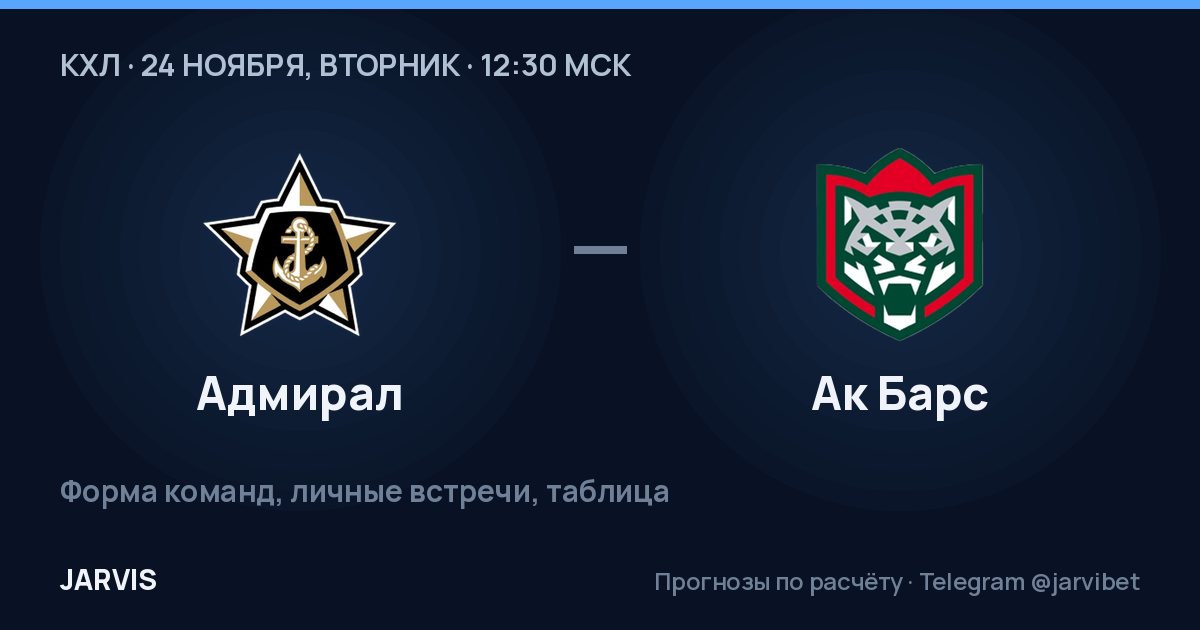 КХЛ · 24 НОЯБРЯ, ВТОРНИК · 12:30 МСК
—
Адмирал
Ак Барс
Форма команд, личные встречи, таблица
JARVIS
Прогнозы по расчёту · Telegram @jarvibet